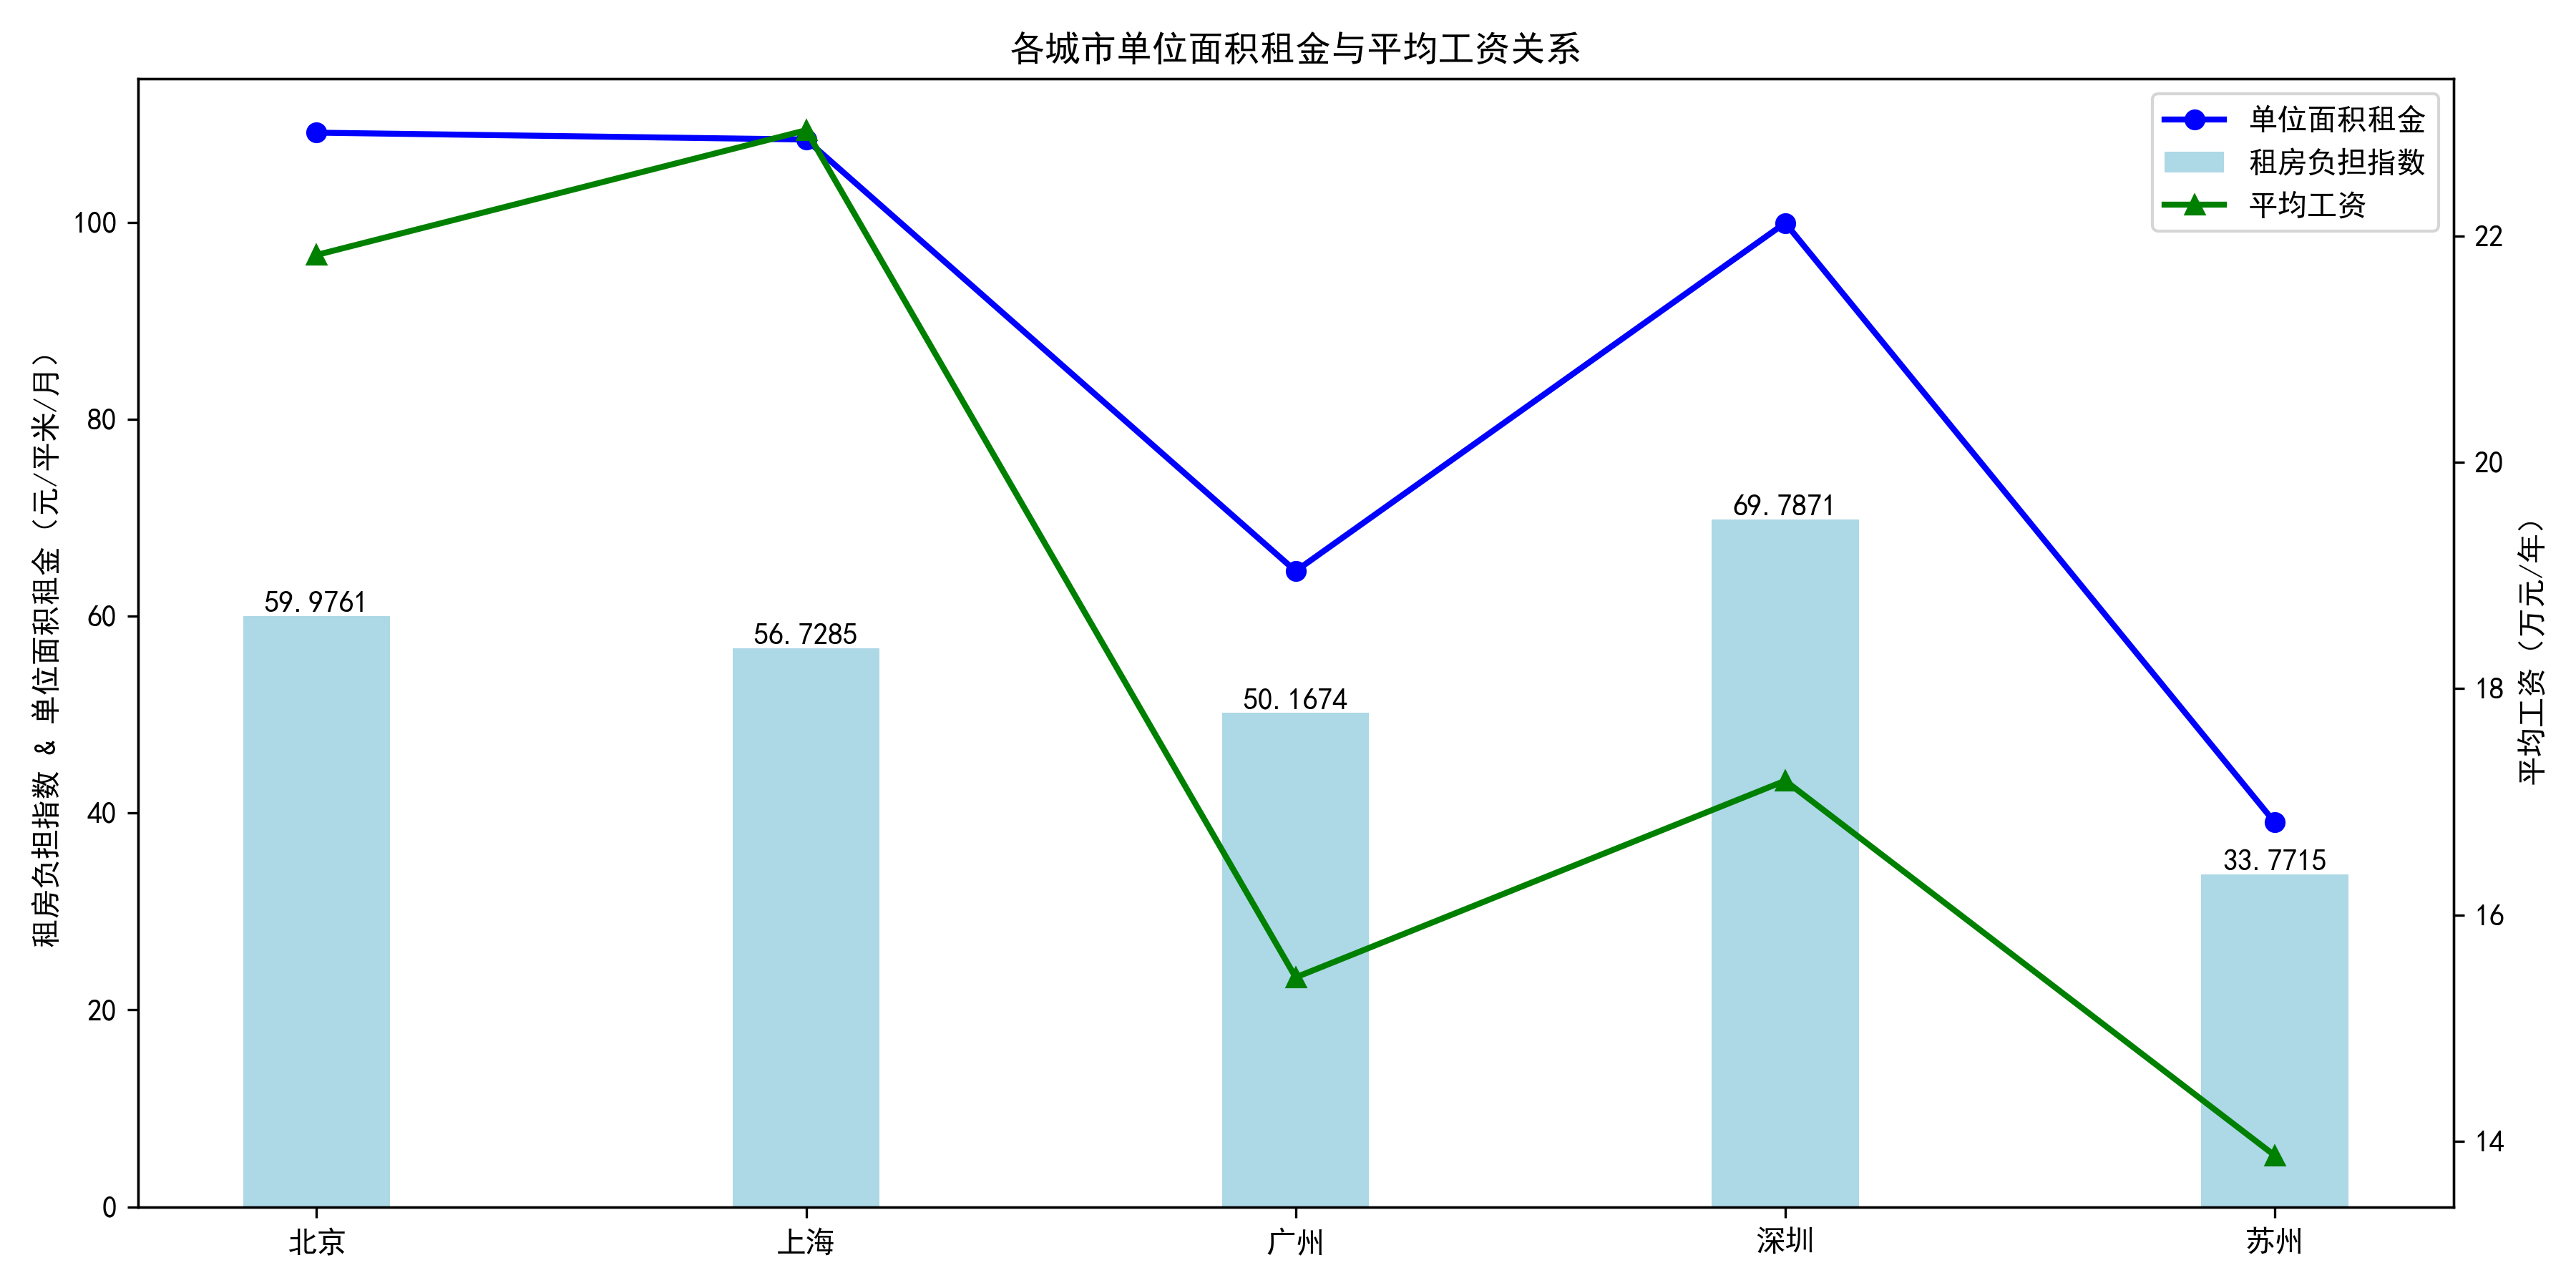 各城市单位面积租金与平均工资关系
单位面积租金
租房负担指数
平均工资
租房负担指数 & 单位面积租金（元/平米/月）
100
80
60
40
20
0
59.9761
56.7285
50.1674
69.7871
33.7715
22
20
18
16
14
平均工资（万元/年）
北京
上海
广州
深圳
苏州